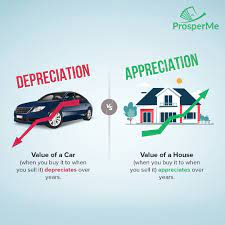 ProsperMe
DEPRECIATION
APPRECIATION
VS
Value of a Car
(when you buy it to when
you sell it) depreciates over
years.
Value of a House
(when you buy it to when
you sell it) appreciates over
years.